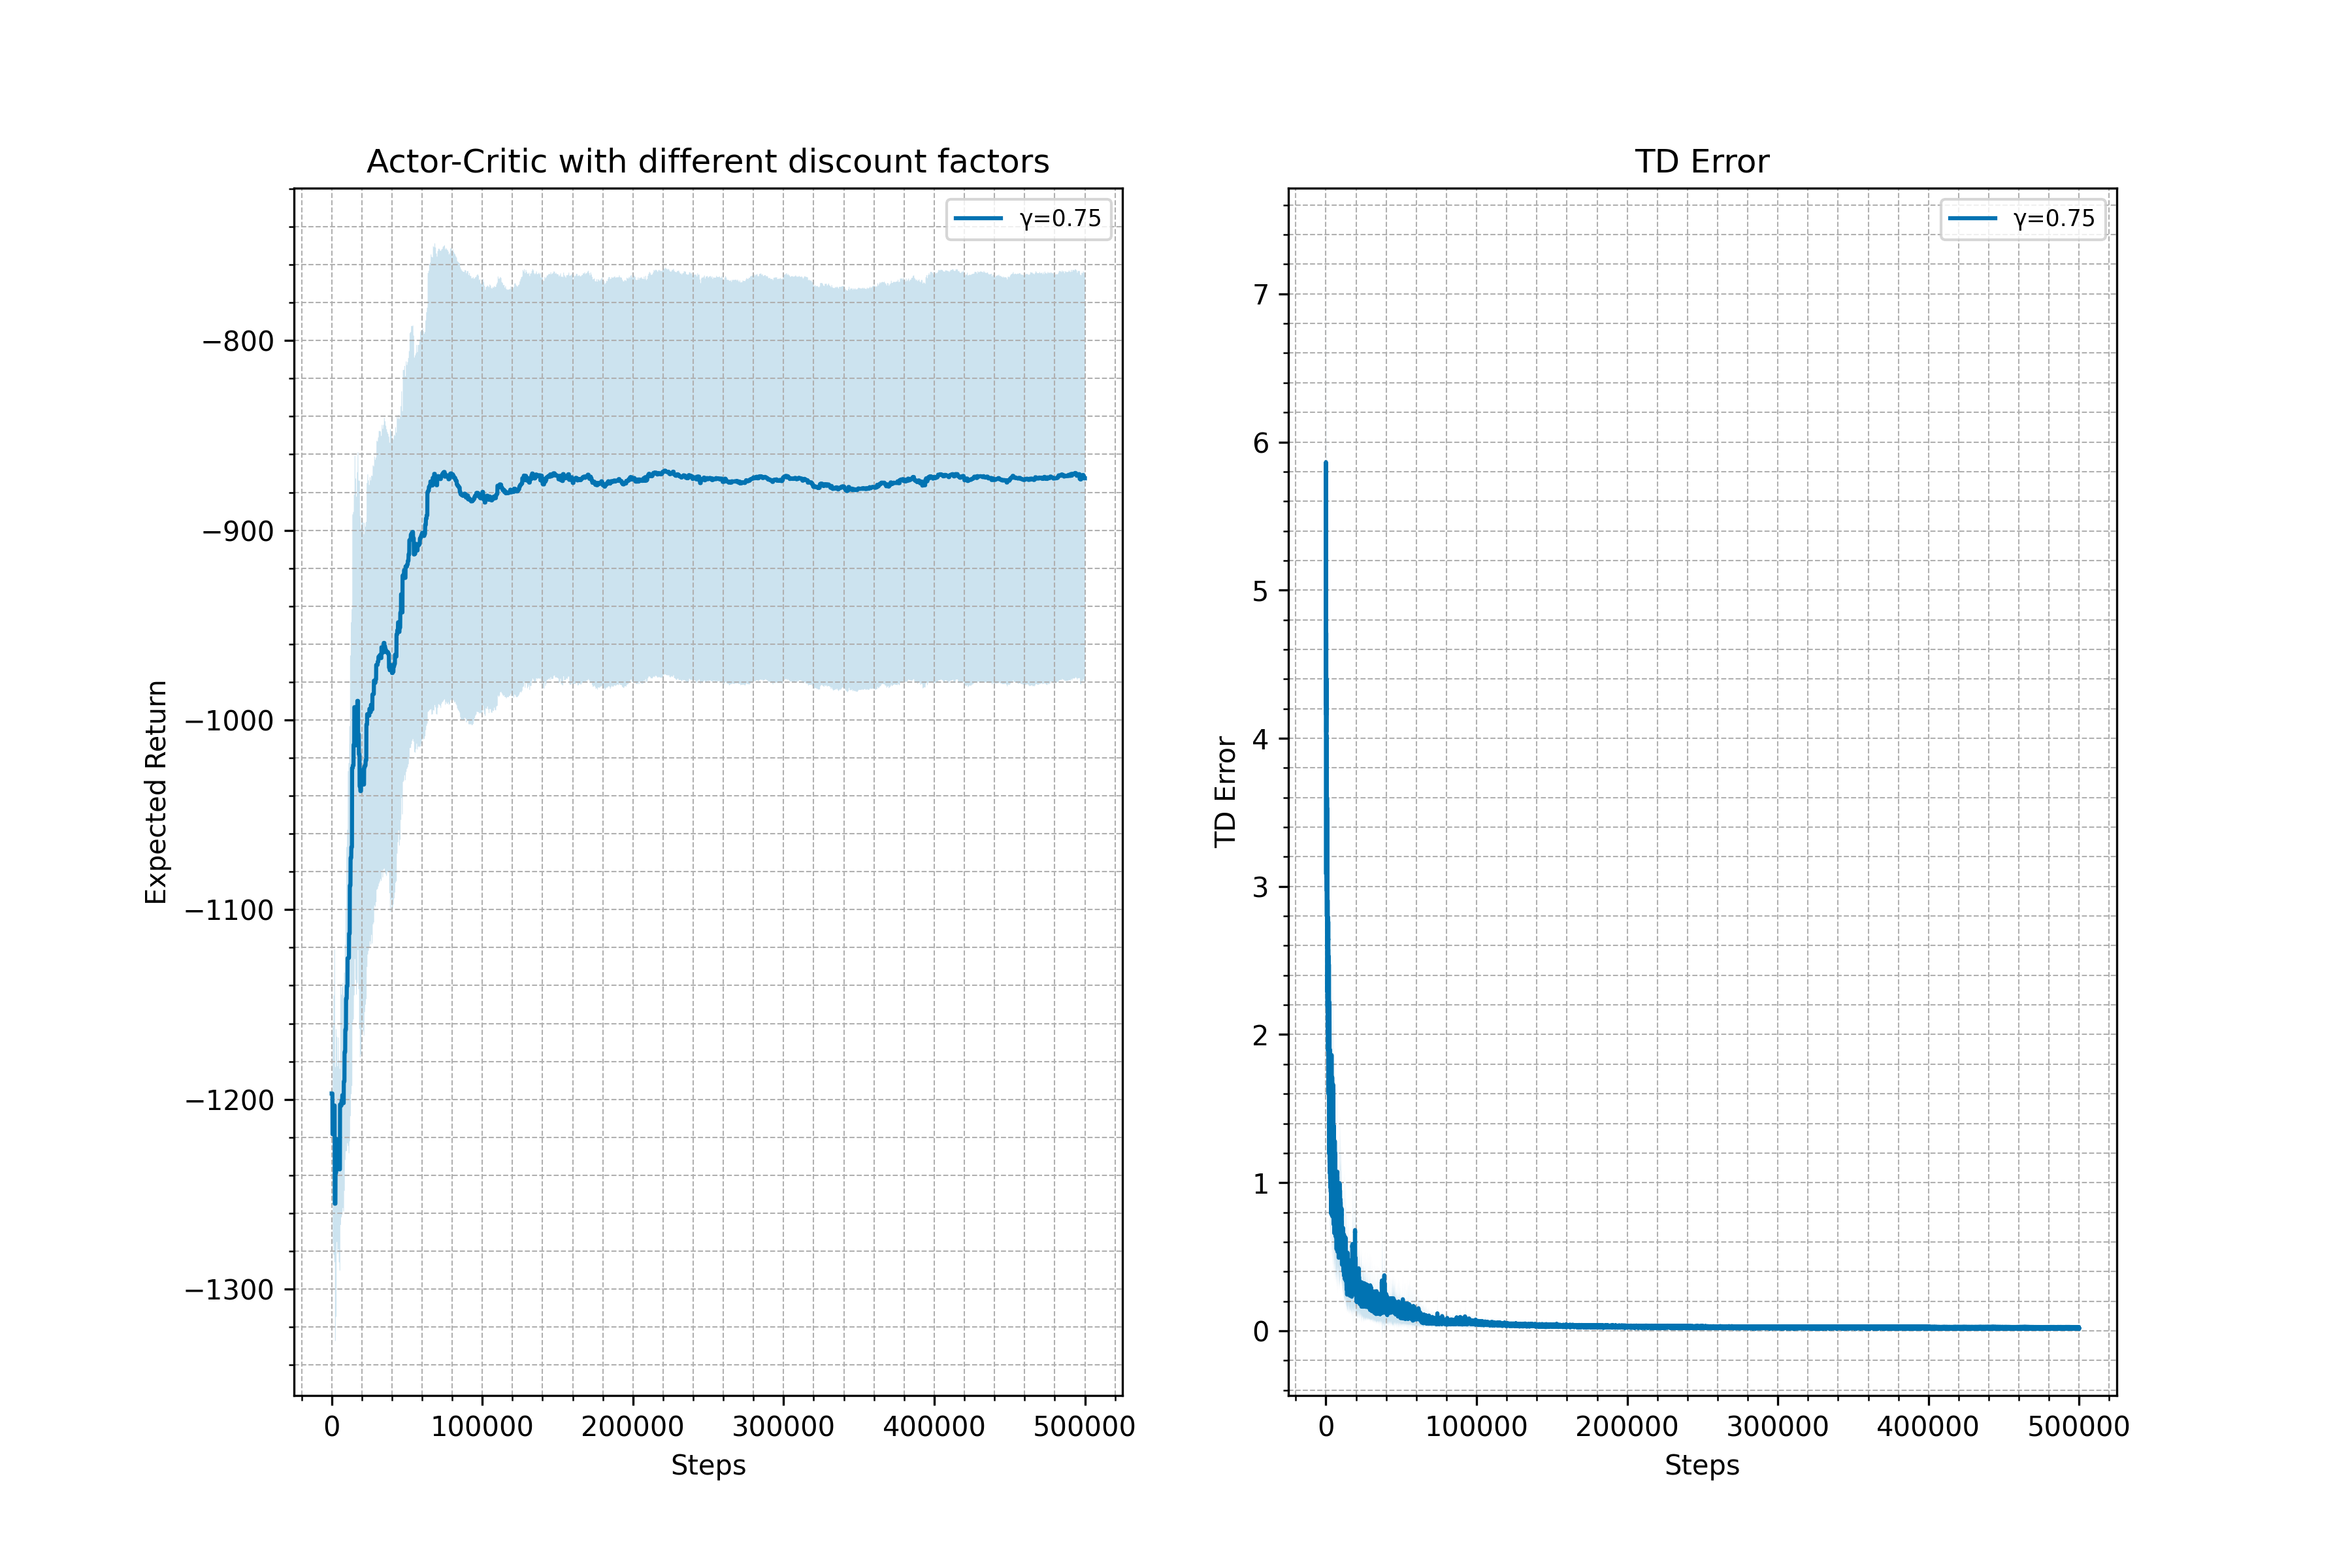 Actor-Critic with different discount factors
γ=0.75
−800
−900
−1000
−1100
−1200
−1300
Expected Return
0 100000 200000 300000 400000 500000
Steps
TD Error
γ=0.75
7
6
5
4
3
2
1
0
TD Error
0 100000 200000 300000 400000 500000
Steps